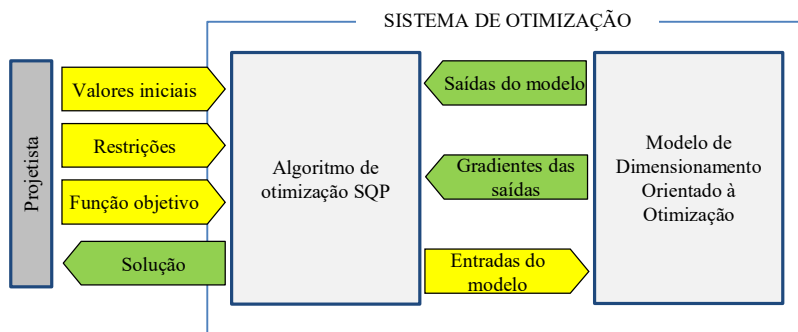 SISTEMA DE OTIMIZAÇÃO
Projetista
Valores iniciais
Restrições
Função objetivo
Solução
Algoritmo de
otimização SQP
Saídas do modelo
Gradientes das
saídas
Entradas do
modelo
Modelo de
Dimensionamento
Orientado à
Otimização